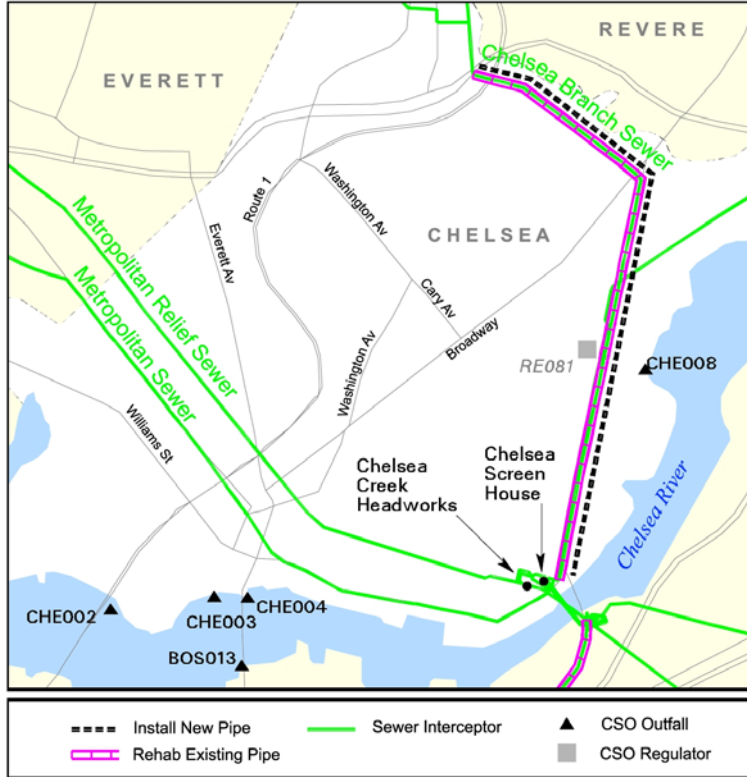 REVERE
EVERETT
Chelsea Branch Sewer
Route 1
Washington Av
Everett Av
CHELSEA
Metropolitan Relief Sewer
Metropolitan Sewer
Cary Av
Broadway
Washington Av
RE081
CHE008
Williams St
Chelsea
Creek
Headworks
Chelsea
Screen
House
Chelsea River
CHE002
CHE003
CHE004
BOS013
Install New Pipe
Sewer Interceptor
CSO Outfall
Rehab Existing Pipe
CSO Regulator